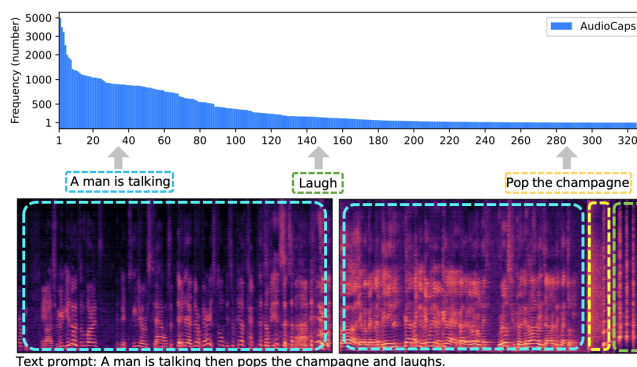 5000
AudioCaps
3000
2000
1000
500
1
Frequency (number)
1 20 40 60 80 100 120 140 160 180 200 220 240 260 280 300 320
A man is talking
Laugh
Pop the champagne
Text prompt: A man is talking then pops the champagne and laughs.